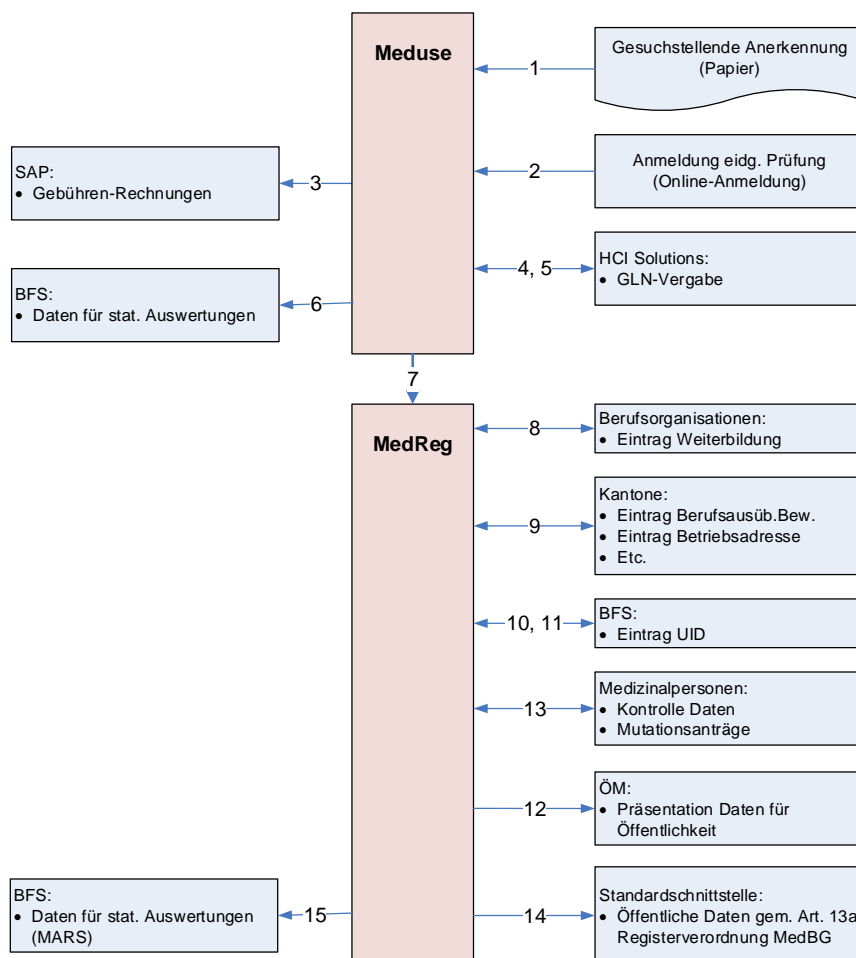 Meduse
Gesuchstellende Anerkennung
(Papier)
1
Anmeldung eidg. Prüfung
(Online-Anmeldung)
2
SAP:
• Gebühren-Rechnungen
3
HCI Solutions:
• GLN-Vergabe
4, 5
BFS:
• Daten für stat. Auswertungen
6
7
MedReg
Berufsorganisationen:
• Eintrag Weiterbildung
8
Kantone:
• Eintrag Berufsausüb.Bew.
• Eintrag Betriebsadresse
• Etc.
9
BFS:
• Eintrag UID
10, 11
Medizinalpersonen:
• Kontrolle Daten
• Mutationsanträge
13
ÖM:
• Präsentation Daten für
Öffentlichkeit
12
BFS:
• Daten für stat. Auswertungen
(MARS)
15
Standardschnittstelle:
• Öffentliche Daten gem. Art. 13a
Registerverordnung MedBG
14